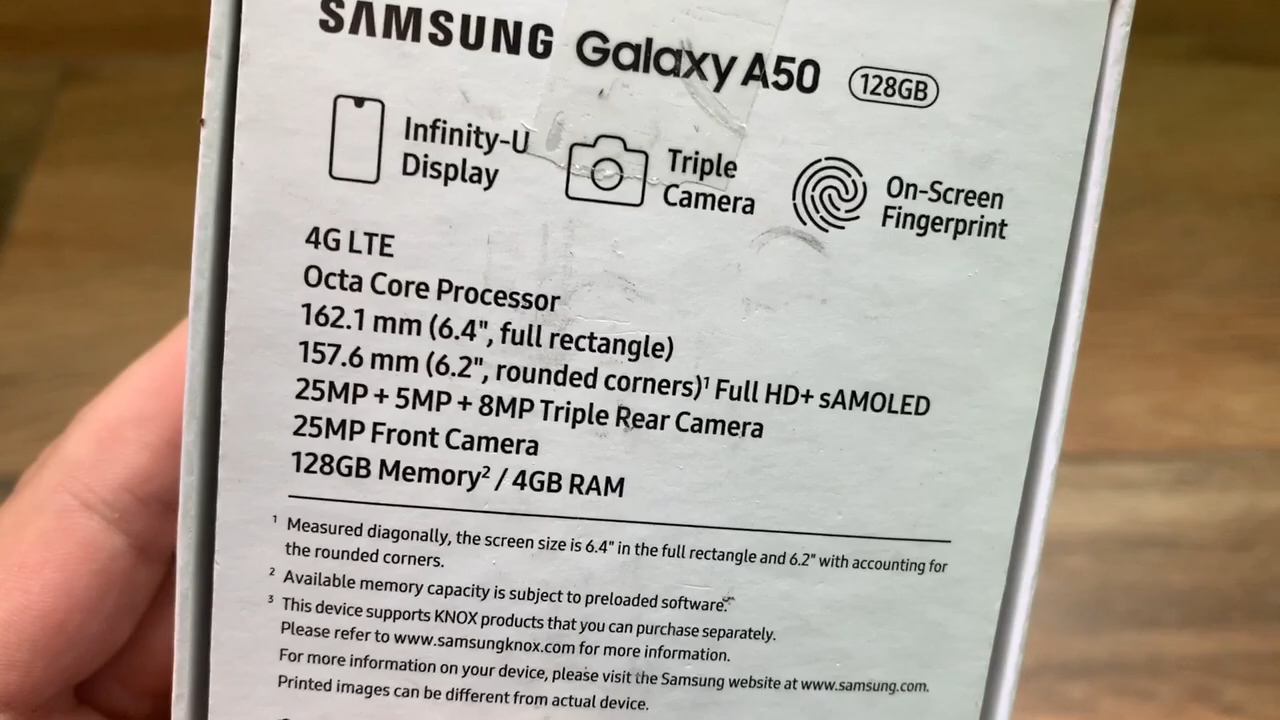 SAMSUNG Galaxy A50 128GB
Infinity-U
Display
Triple
Camera
On-Screen
Fingerprint
4G LTE
Octa Core Processor
162.1 mm (6.4", full rectangle)
157.6 mm (6.2", rounded corners)¹ Full HD+ sAMOLED
25MP + 5MP + 8MP Triple Rear Camera
25MP Front Camera
128GB Memory² / 4GB RAM
¹ Measured diagonally, the screen size is 6.4" in the full rectangle and 6.2" with accounting for
the rounded corners.
² Available memory capacity is subject to preloaded software.
³ This device supports KNOX products that you can purchase separately.
Please refer to www.samsungknox.com for more information.
For more information on your device, please visit the Samsung website at www.samsung.com.
Printed images can be different from actual device.